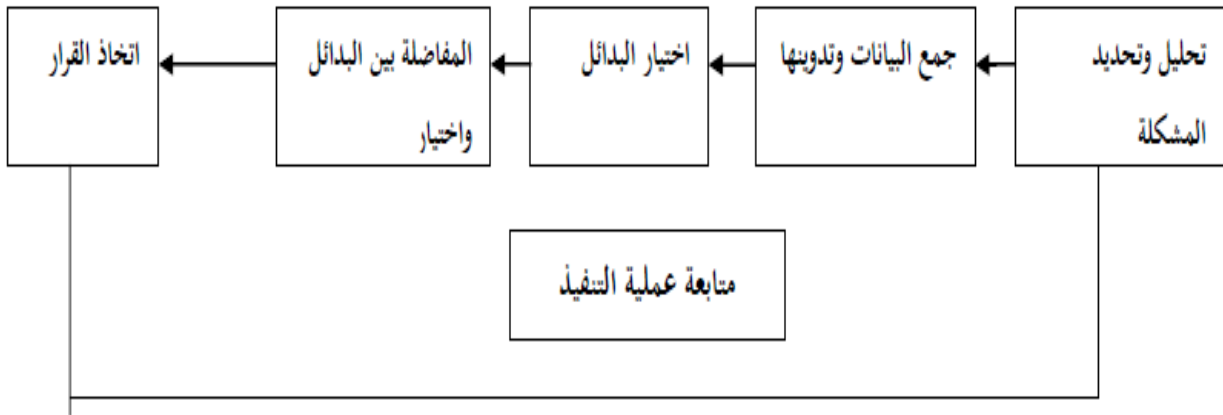 تحليل وتحديد
المشكلة
جمع البيانات وتدوينها
اختيار البدائل
المفاضلة بين البدائل
واختيار
اتخاذ القرار
متابعة عملية التنفيذ